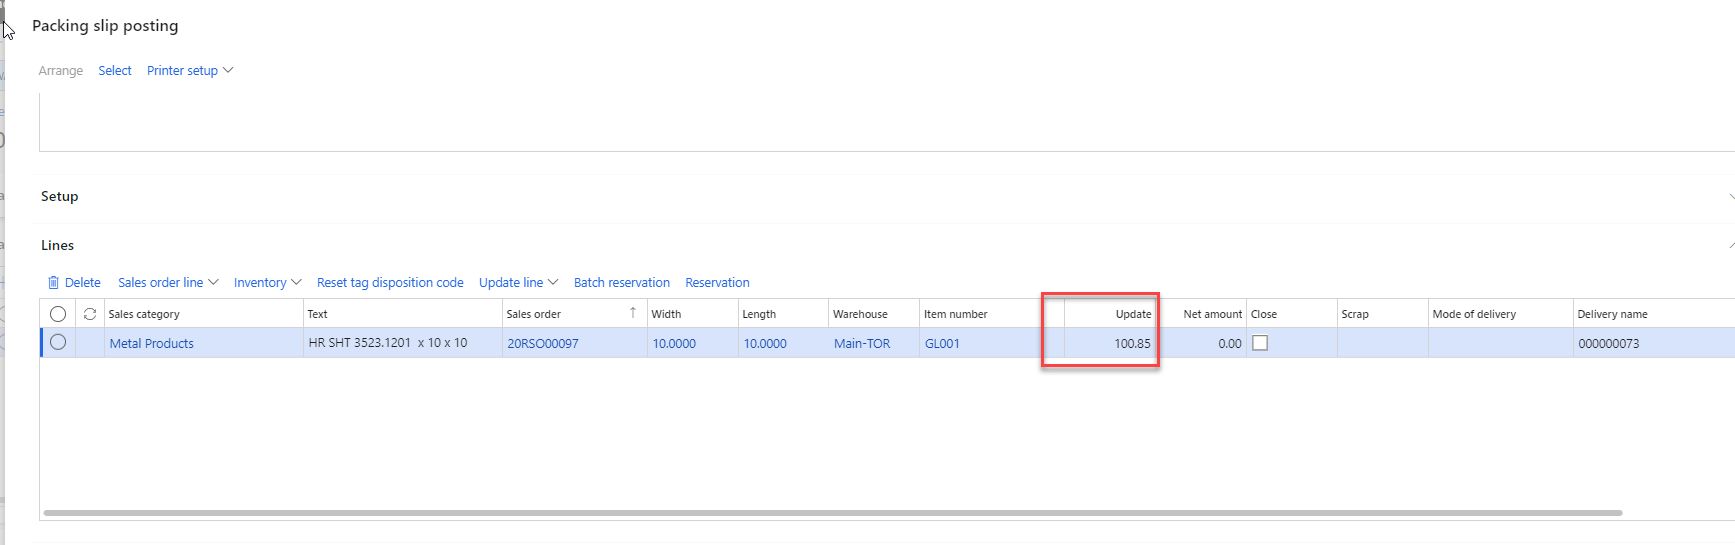 Packing slip posting
Arrange Select Printer setup
Setup
Lines
Delete Sales order line Inventory Reset tag disposition code Update line Batch reservation Reservation
Sales category Text Sales order Width Length Warehouse Item number Update Net amount Close Scrap Mode of delivery Delivery name
Metal Products HR SHT 3523.1201 x 10 x 10 20RSO00097 10.0000 10.0000 Main-TOR GL001 100.85 0.00 000000073